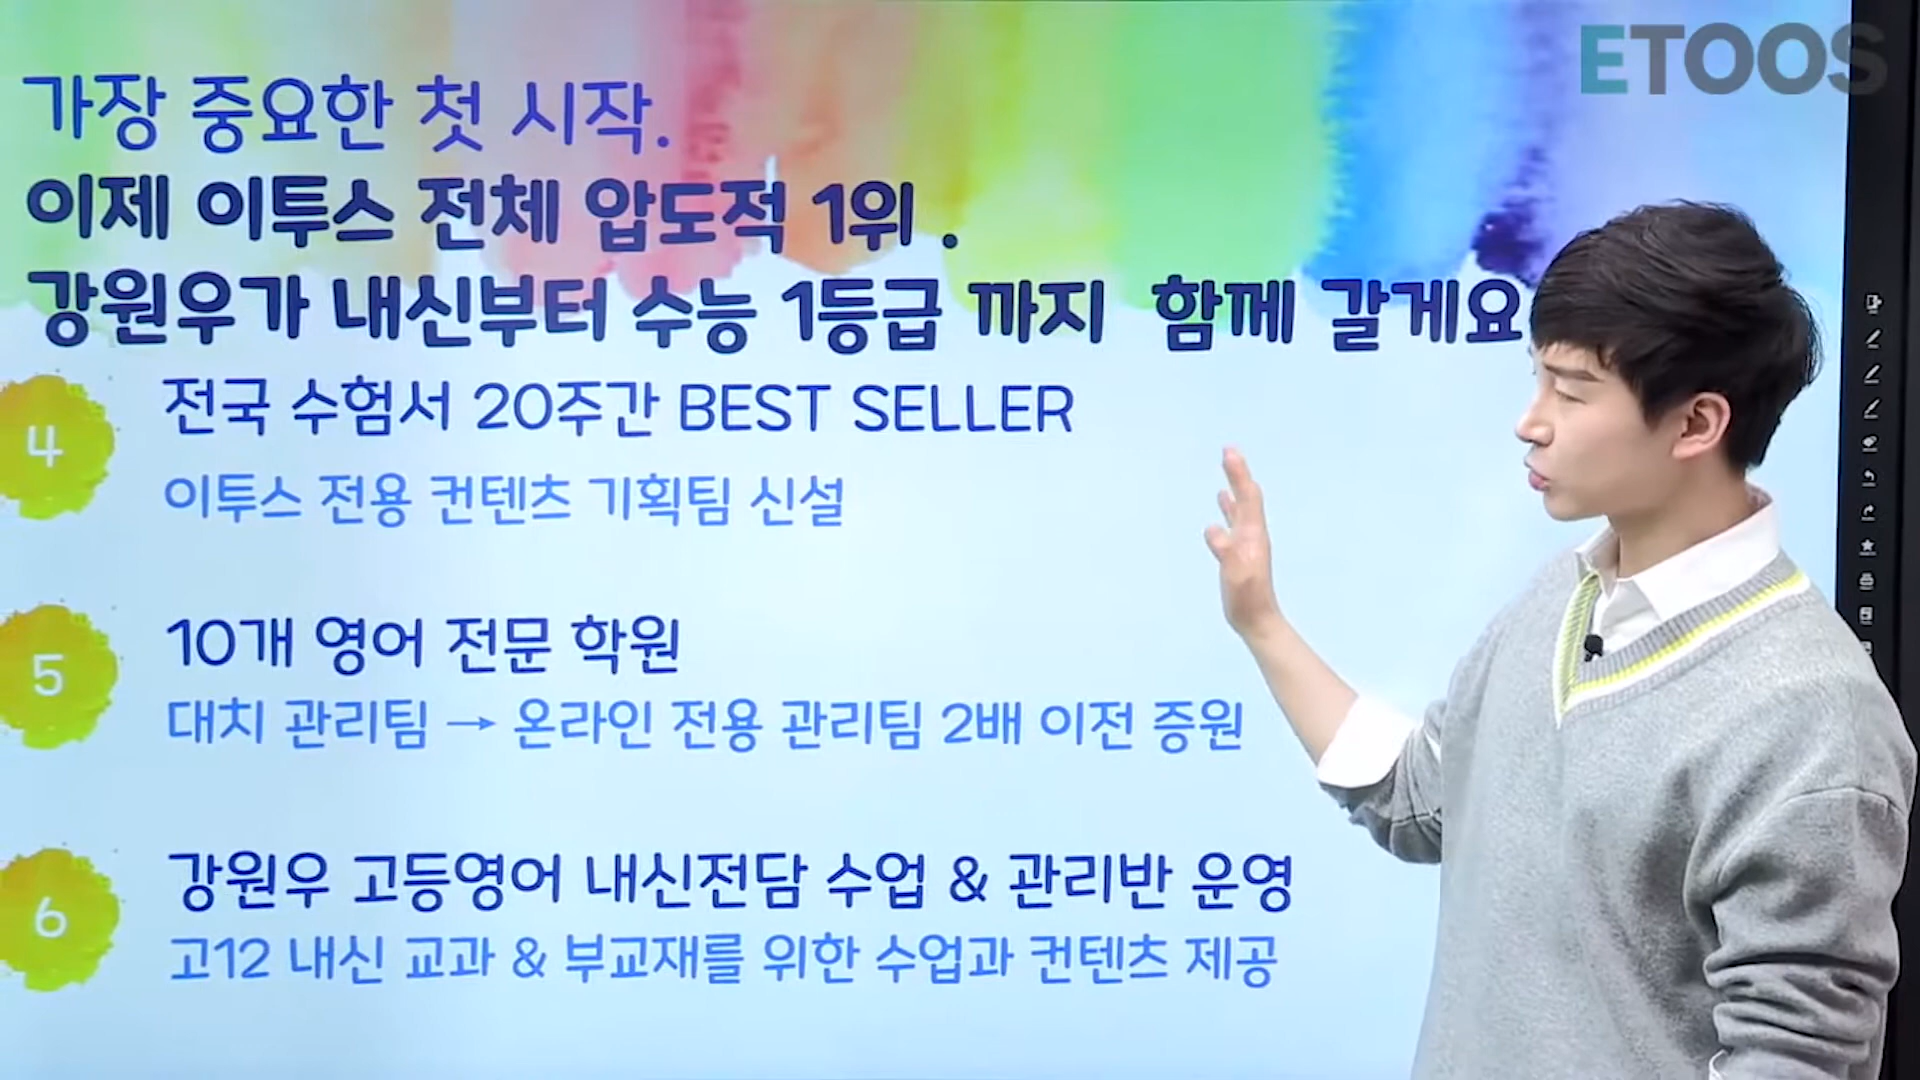 ETOOS
가장 중요한 첫 시작.
이제 이투스 전체 압도적 1위 .
강원우가 내신부터 수능 1등급 까지 함께 갈게요
4
전국 수험서 20주간 BEST SELLER
이투스 전용 컨텐츠 기획팀 신설
5
10개 영어 전문 학원
대치 관리팀 → 온라인 전용 관리팀 2배 이전 증원
6
강원우 고등영어 내신전담 수업 & 관리반 운영
고12 내신 교과 & 부교재를 위한 수업과 컨텐츠 제공